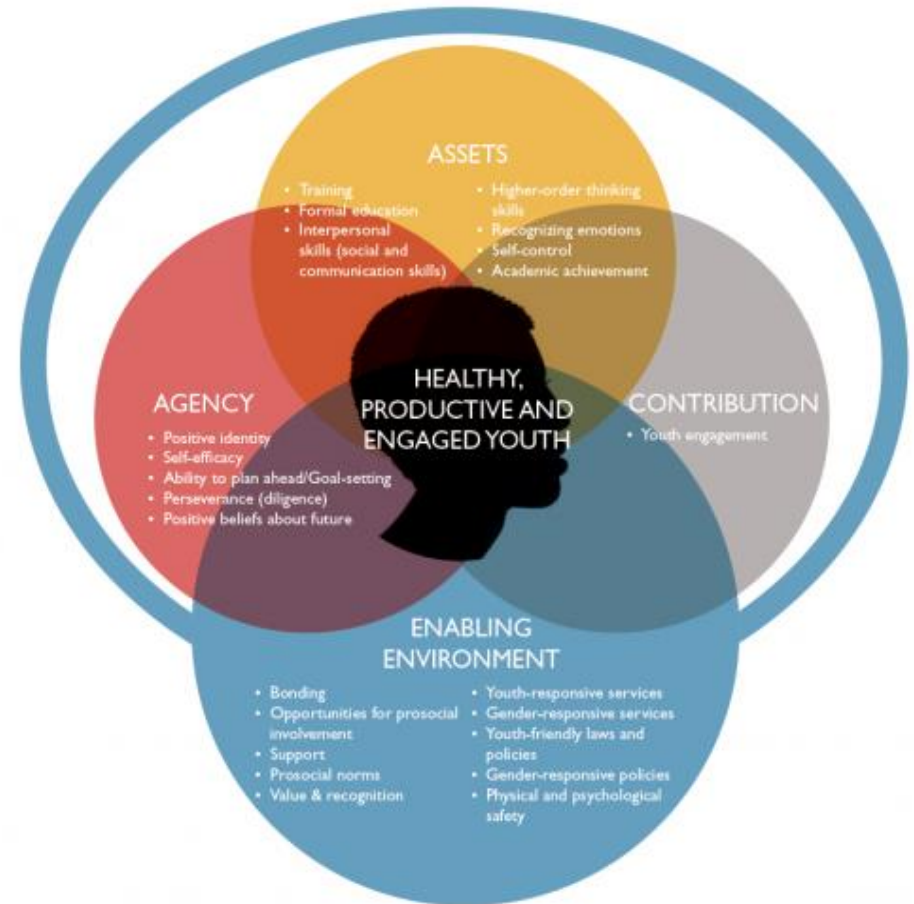 ASSETS
• Training
• Formal education
• Interpersonal
skills (social and
communication skills)
• Higher-order thinking
skills
• Recognizing emotions
• Self-control
• Academic achievement
AGENCY
• Positive identity
• Self-efficacy
• Ability to plan ahead/Goal-setting
• Perseverance (diligence)
• Positive beliefs about future
HEALTHY,
PRODUCTIVE AND
ENGAGED YOUTH
CONTRIBUTION
• Youth engagement
ENABLING
ENVIRONMENT
• Bonding
• Opportunities for prosocial
involvement
• Support
• Prosocial norms
• Value & recognition
• Youth-responsive services
• Gender-responsive services
• Youth-friendly laws and
policies
• Gender-responsive policies
• Physical and psychological
safety